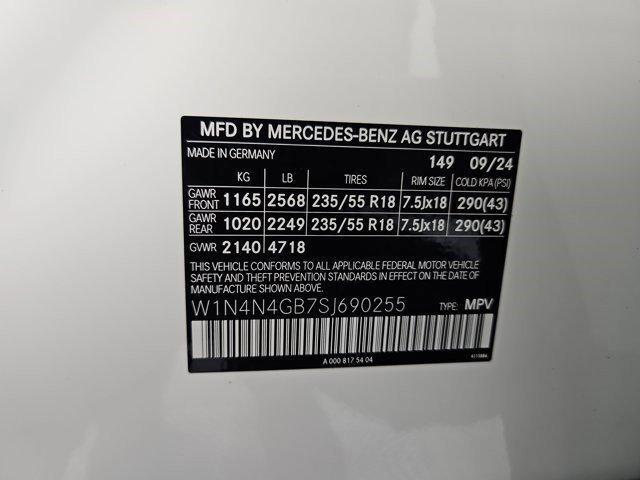 MFD BY MERCEDES-BENZ AG STUTTGART
MADE IN GERMANY 149 09/24
KG LB TIRES RIM SIZE COLD KPA (PSI)
GAWR FRONT 1165 2568 235/55 R18 7.5Jx18 290(43)
GAWR REAR 1020 2249 235/55 R18 7.5Jx18 290(43)
GVWR 2140 4718
THIS VEHICLE CONFORMS TO ALL APPLICABLE FEDERAL MOTOR VEHICLE
SAFETY AND THEFT PREVENTION STANDARDS IN EFFECT ON THE DATE OF
MANUFACTURE SHOWN ABOVE.
W1N4N4GB7SJ690255 TYPE: MPV
A 000 817 54 04